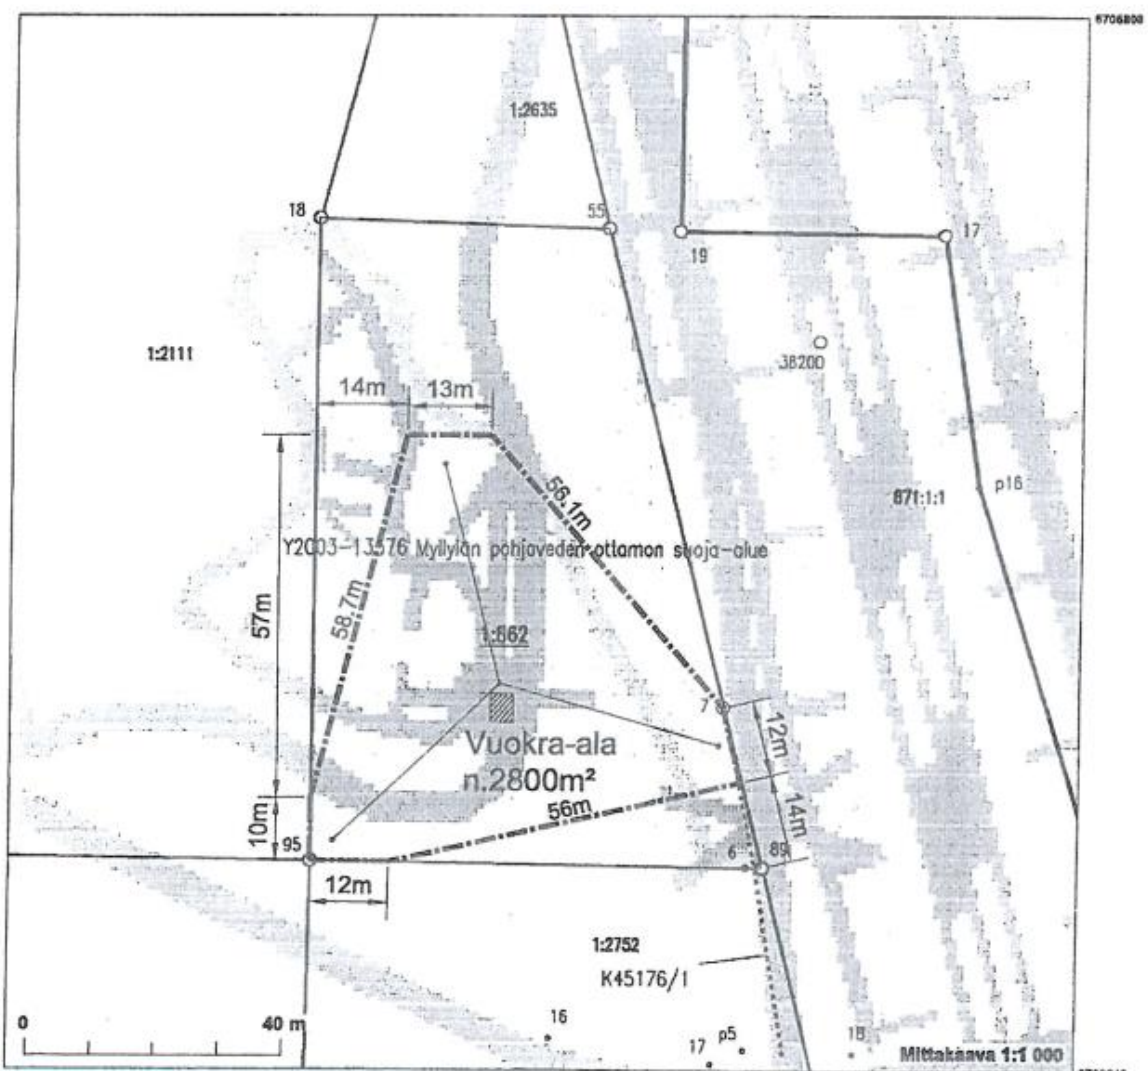 6706800
1:2635
18
55
19
17
1:2111
38200
14m
13m
p16
871:1:1
56.1m
Y2003-13576 Myllylän pohjaveden ottamon suoja-alue
58.7m
57m
1:662
7
12m
Vuokra-ala
n.2800m²
56m
14m
10m
95
6
89
12m
1:2752
K45176/1
0
40 m
16
17
p5
18
Mittakaava 1:1 000